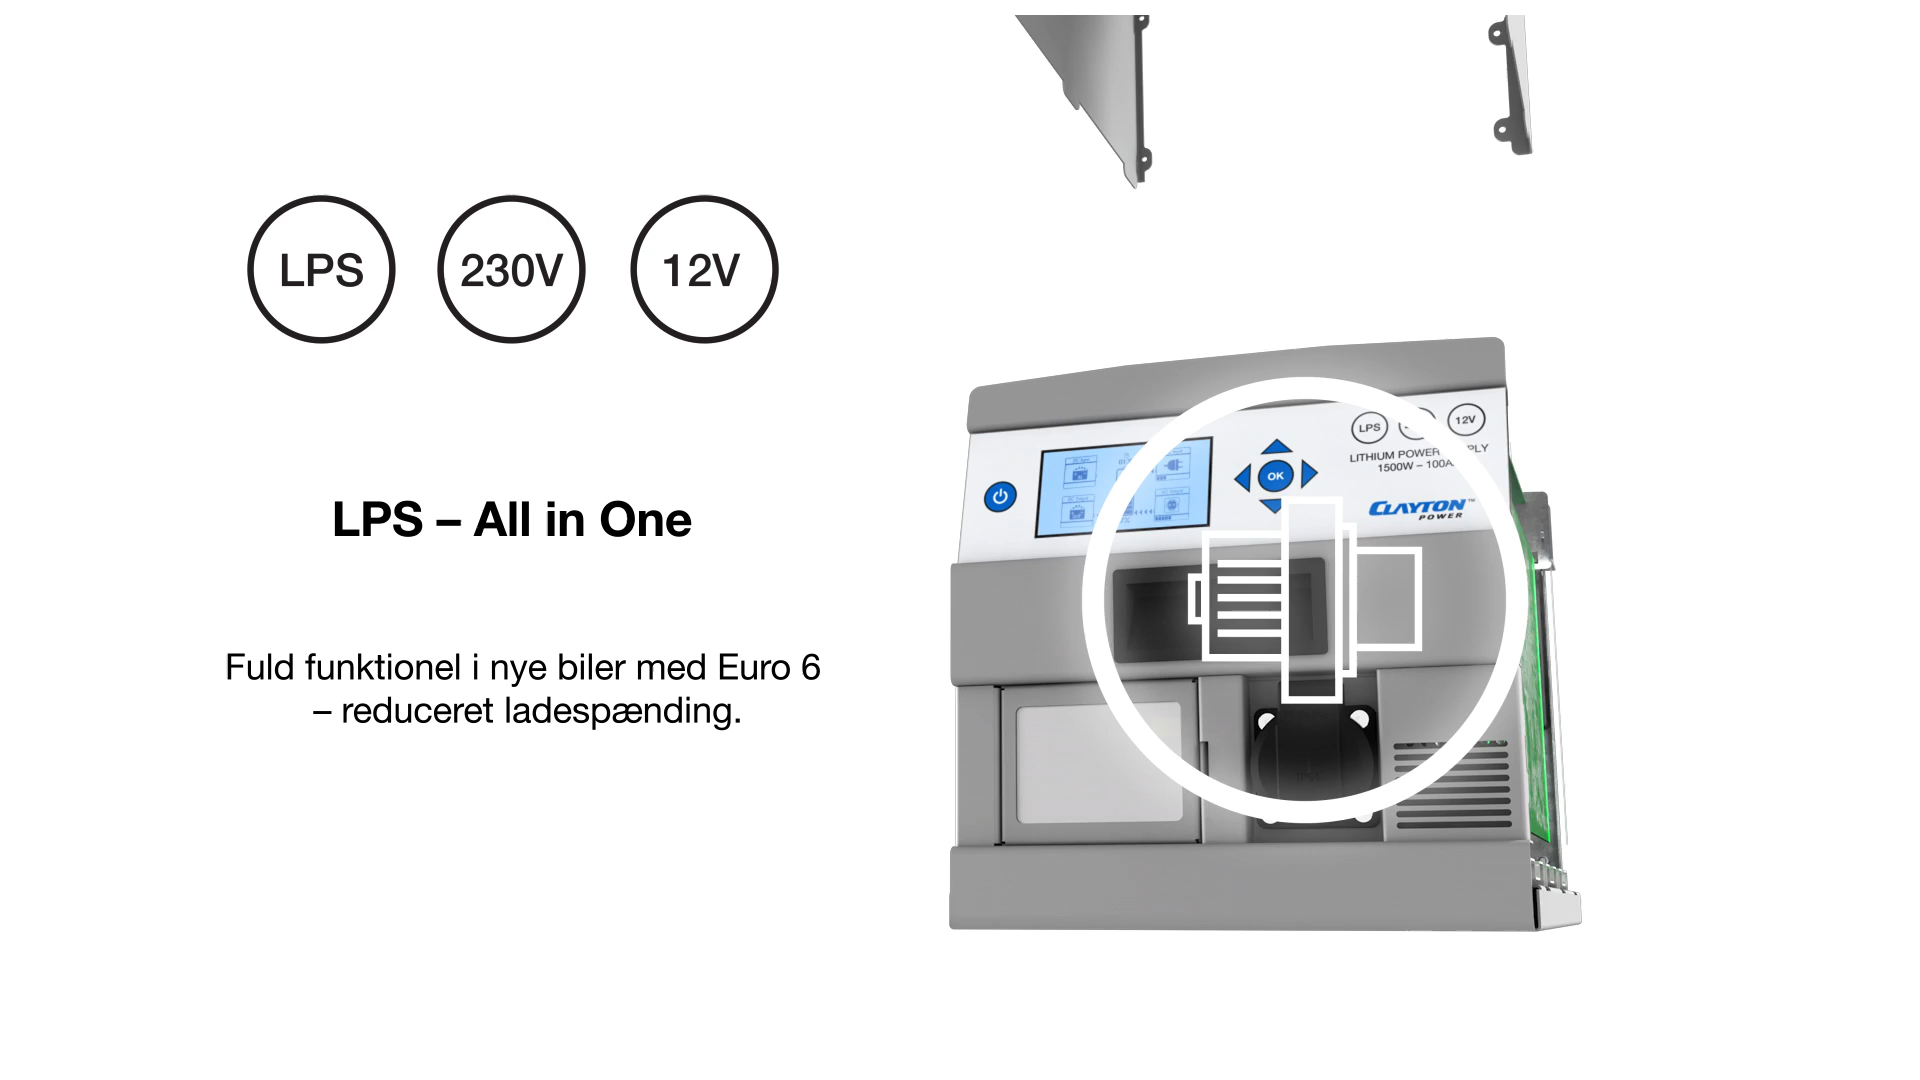 LPS
230V
12V
LPS – All in One
Fuld funktionel i nye biler med Euro 6
– reduceret ladespænding.
LPS
12V
LITHIUM POWER
1500W – 100A
OK
CLAYTON™
POWER